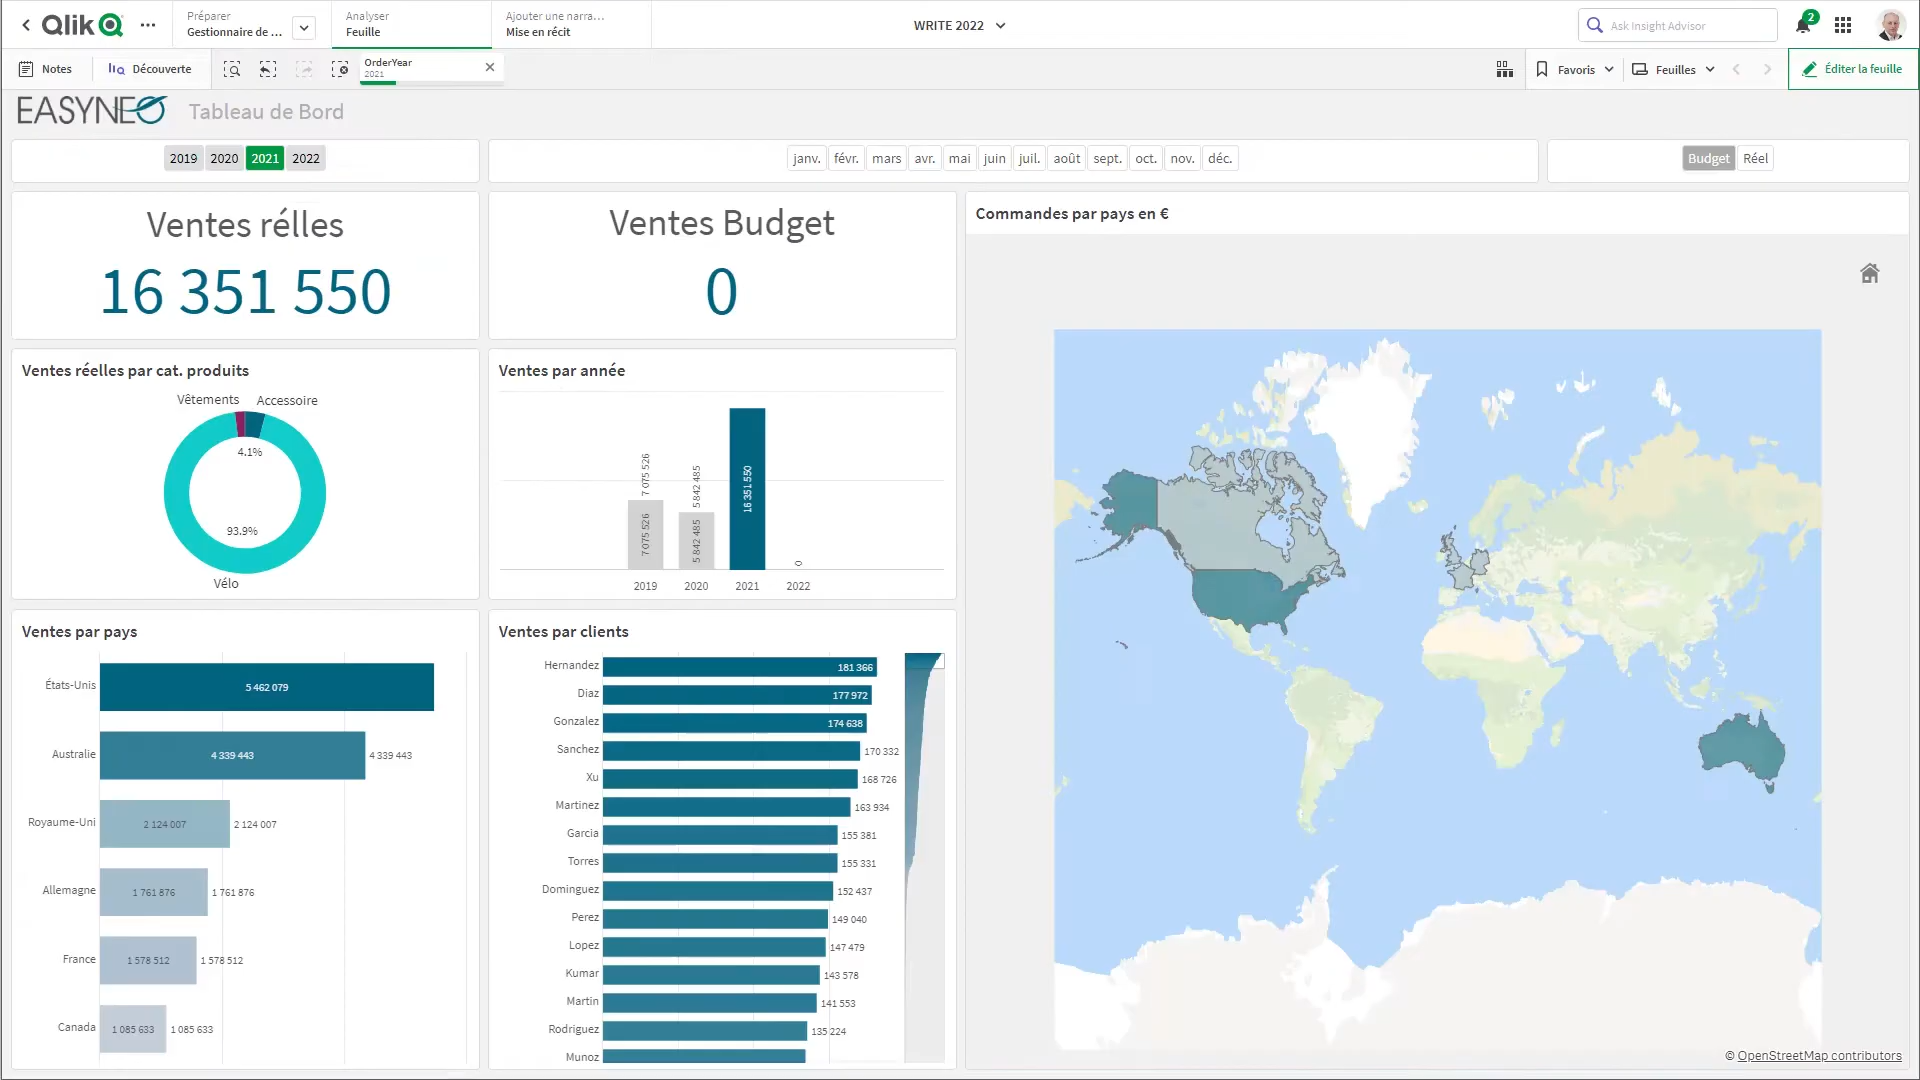 Qlik
Préparer
Gestionnaire de ...
Analyser
Feuille
Ajouter une narra...
Mise en récit
WRITE 2022
Ask Insight Advisor
2
Notes
Découverte
OrderYear
2021
Favoris
Feuilles
Éditer la feuille
EASYNEO
Tableau de Bord
2019 2020 2021 2022
janv. févr. mars avr. mai juin juil. août sept. oct. nov. déc.
Budget Réel
Ventes rélles
16 351 550
Ventes Budget
0
Commandes par pays en €
Ventes réelles par cat. produits
Vêtements
Accessoire
4.1%
93.9%
Vélo
Ventes par année
7 075 526
7 075 526
5 842 485
5 842 485
16 351 550
0
2019 2020 2021 2022
Ventes par pays
États-Unis 5 462 079
Australie 4 339 443 4 339 443
Royaume-Uni 2 124 007 2 124 007
Allemagne 1 761 876 1 761 876
France 1 578 512 1 578 512
Canada 1 085 633 1 085 633
Ventes par clients
Hernandez 181 366
Diaz 177 972
Gonzalez 174 638
Sanchez 170 332
Xu 168 726
Martinez 163 934
Garcia 155 381
Torres 155 331
Dominguez 152 437
Perez 149 040
Lopez 147 479
Kumar 143 578
Martin 141 553
Rodriguez 135 224
Munoz
© OpenStreetMap contributors